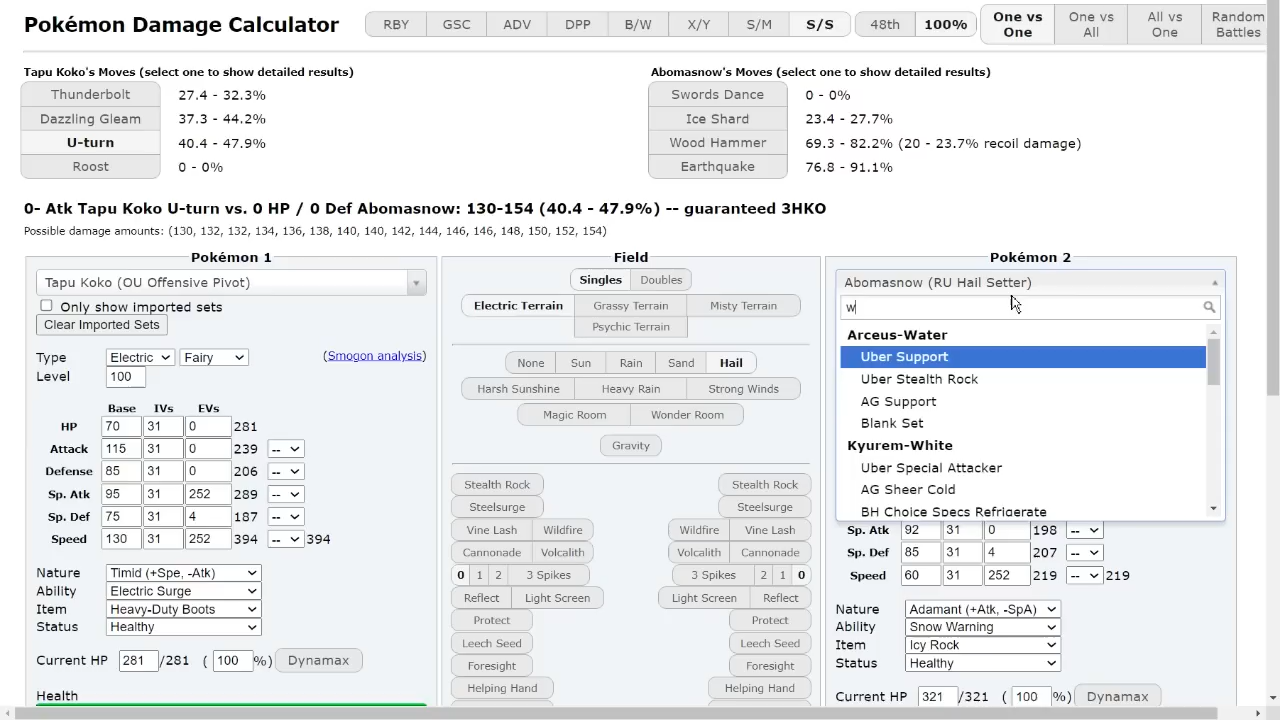 Pokémon Damage Calculator
RBY GSC ADV DPP B/W X/Y S/M S/S 48th 100% One vs One One vs All All vs One Random Battles
Tapu Koko's Moves (select one to show detailed results)
Thunderbolt 27.4 - 32.3%
Dazzling Gleam 37.3 - 44.2%
U-turn 40.4 - 47.9%
Roost 0 - 0%
Abomasnow's Moves (select one to show detailed results)
Swords Dance 0 - 0%
Ice Shard 23.4 - 27.7%
Wood Hammer 69.3 - 82.2% (20 - 23.7% recoil damage)
Earthquake 76.8 - 91.1%
0- Atk Tapu Koko U-turn vs. 0 HP / 0 Def Abomasnow: 130-154 (40.4 - 47.9%) -- guaranteed 3HKO
Possible damage amounts: (130, 132, 132, 134, 136, 138, 140, 140, 142, 144, 146, 146, 148, 150, 152, 154)
Pokémon 1
Tapu Koko (OU Offensive Pivot)
Only show imported sets
Clear Imported Sets
Type Electric Fairy (Smogon analysis)
Level 100
Base IVs EVs
HP 70 31 0 281
Attack 115 31 0 239 --
Defense 85 31 0 206 --
Sp. Atk 95 31 252 289 --
Sp. Def 75 31 4 187 --
Speed 130 31 252 394 -- 394
Nature Timid (+Spe, -Atk)
Ability Electric Surge
Item Heavy-Duty Boots
Status Healthy
Current HP 281 /281 ( 100 %) Dynamax
Health
Field
Singles Doubles
Electric Terrain Grassy Terrain Misty Terrain
Psychic Terrain
None Sun Rain Sand Hail
Harsh Sunshine Heavy Rain Strong Winds
Magic Room Wonder Room
Gravity
Stealth Rock Stealth Rock
Steelsurge Steelsurge
Vine Lash Wildfire Wildfire Vine Lash
Cannonade Volcalith Volcalith Cannonade
0 1 2 3 Spikes 3 Spikes 2 1 0
Reflect Light Screen Light Screen Reflect
Protect Protect
Leech Seed Leech Seed
Foresight Foresight
Helping Hand Helping Hand
Pokémon 2
Abomasnow (RU Hail Setter)
w
Arceus-Water
Uber Support
Uber Stealth Rock
AG Support
Blank Set
Kyurem-White
Uber Special Attacker
AG Sheer Cold
BH Choice Specs Refrigerate
Sp. Atk 92 31 0 198 --
Sp. Def 85 31 4 207 --
Speed 60 31 252 219 -- 219
Nature Adamant (+Atk, -SpA)
Ability Snow Warning
Item Icy Rock
Status Healthy
Current HP 321 /321 ( 100 %) Dynamax